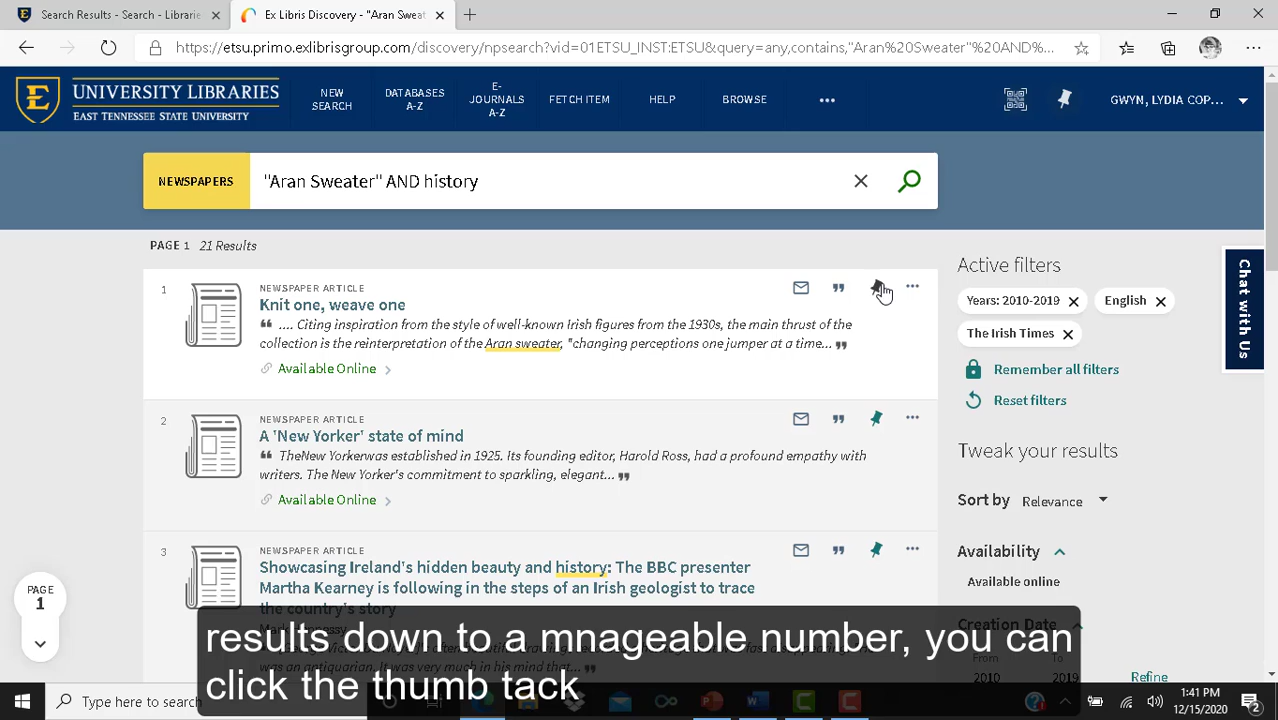 Search Results - Search - Librarie
Ex Libris Discovery - "Aran Sweat
https://etsu.primo.exlibrisgroup.com/discovery/npsearch?vid=01ETSU_INST:ETSU&query=any,contains,"Aran%20Sweater"%20AND%...
E
UNIVERSITY LIBRARIES
EAST TENNESSEE STATE UNIVERSITY
NEW
SEARCH
DATABASES
A-Z
E-
JOURNALS
A-Z
FETCH ITEM
HELP
BROWSE
GWYN, LYDIA COP...
NEWSPAPERS
"Aran Sweater" AND history
PAGE 1 21 Results
1
NEWSPAPER ARTICLE
Knit one, weave one
.... Citing inspiration from the style of well-known Irish figures from the 1930s, the main thrust of the
collection is the reinterpretation of the Aran sweater, "changing perceptions one jumper at a time...
Available Online
2
NEWSPAPER ARTICLE
A 'New Yorker' state of mind
TheNew Yorkerwas established in 1925. Its founding editor, Harold Ross, had a profound empathy with
writers. The New Yorker's commitment to sparkling, elegant...
Available Online
3
NEWSPAPER ARTICLE
Showcasing Ireland's hidden beauty and history: The BBC presenter
Martha Kearney is following in the steps of an Irish geologist to trace
the country's story
Active filters
Years: 2010-2019
English
The Irish Times
Remember all filters
Reset filters
Tweak your results
Sort by Relevance
Availability
Available online
Creation Date
From
To
2010
2019
Refine
Chat with Us
PAGE
1
results down to a mnageable number, you can
click the thumb tack
Type here to search
1:41 PM
12/15/2020
2